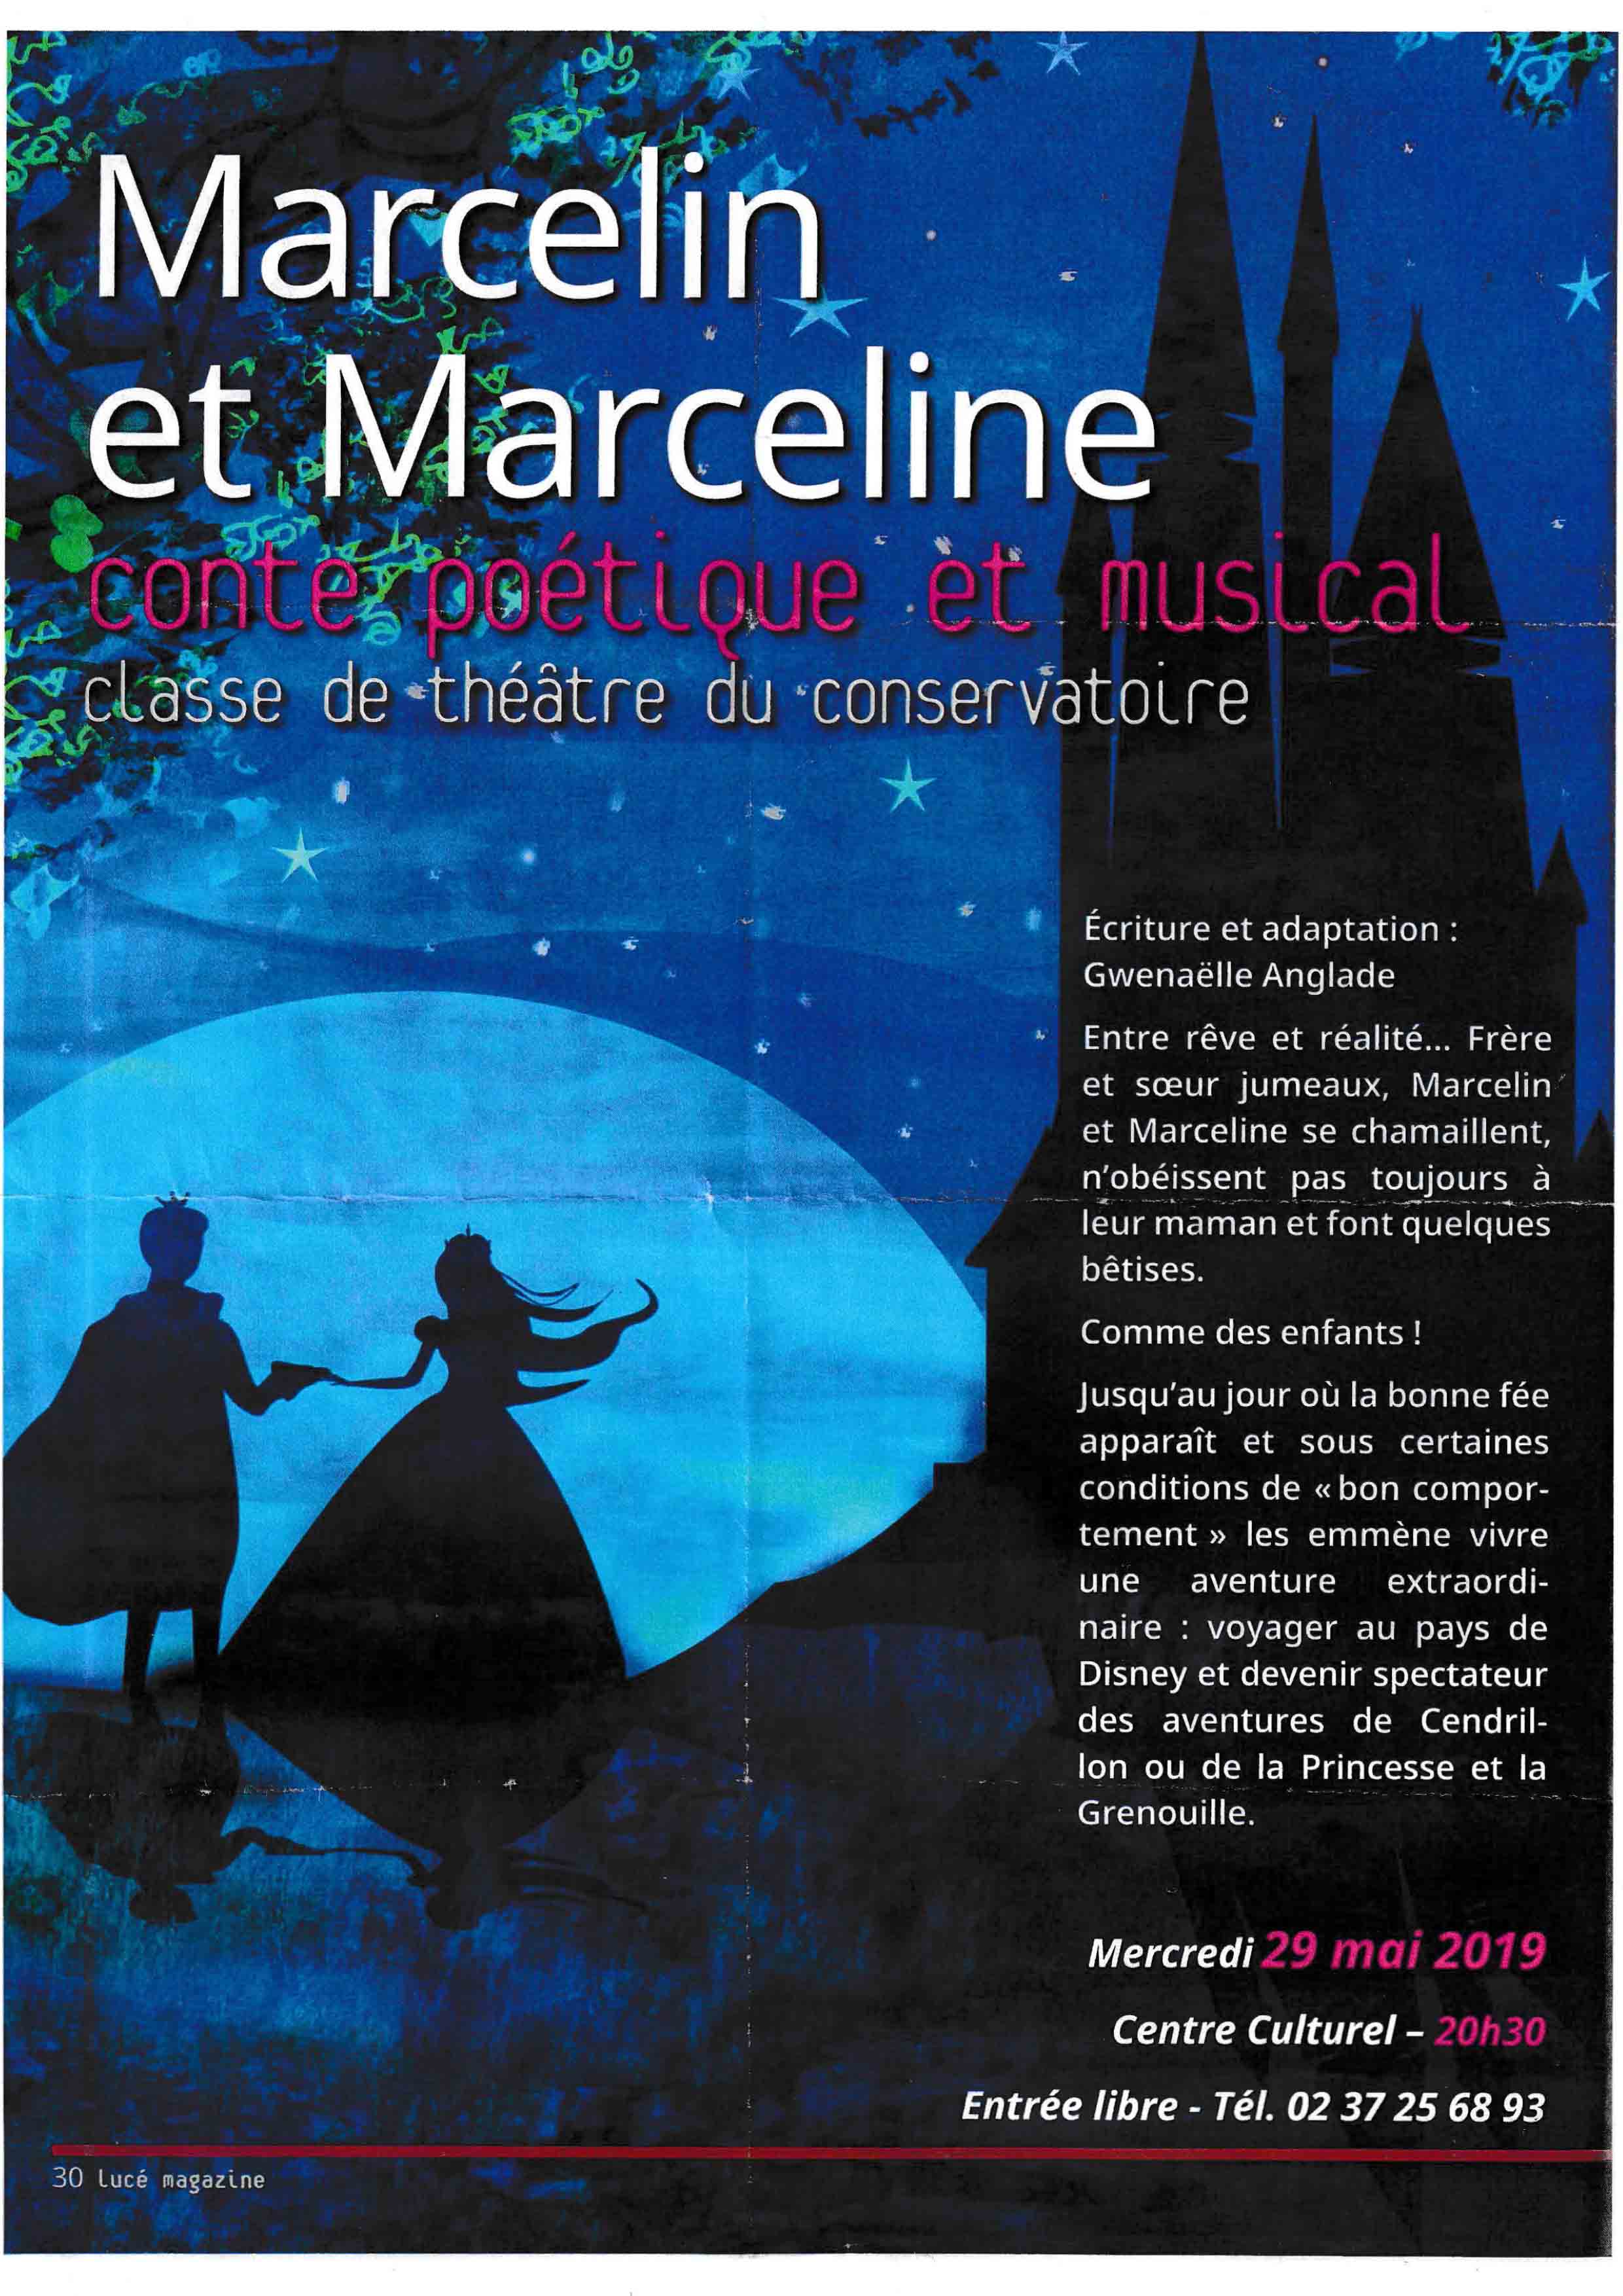 Marcelin
et Marceline
conte poétique et musical
classe de théâtre du conservatoire
Écriture et adaptation :
Gwenaëlle Anglade
Entre rêve et réalité... Frère
et sœur jumeaux, Marcelin
et Marceline se chamaillent,
n'obéissent pas toujours à
leur maman et font quelques
bêtises.
Comme des enfants !
Jusqu'au jour où la bonne fée
apparaît et sous certaines
conditions de « bon compor-
tement » les emmène vivre
une aventure extraordi-
naire : voyager au pays de
Disney et devenir spectateur
des aventures de Cendril-
lon ou de la Princesse et la
Grenouille.
Mercredi 29 mai 2019
Centre Culturel – 20h30
Entrée libre - Tél. 02 37 25 68 93
30 Lucé magazine